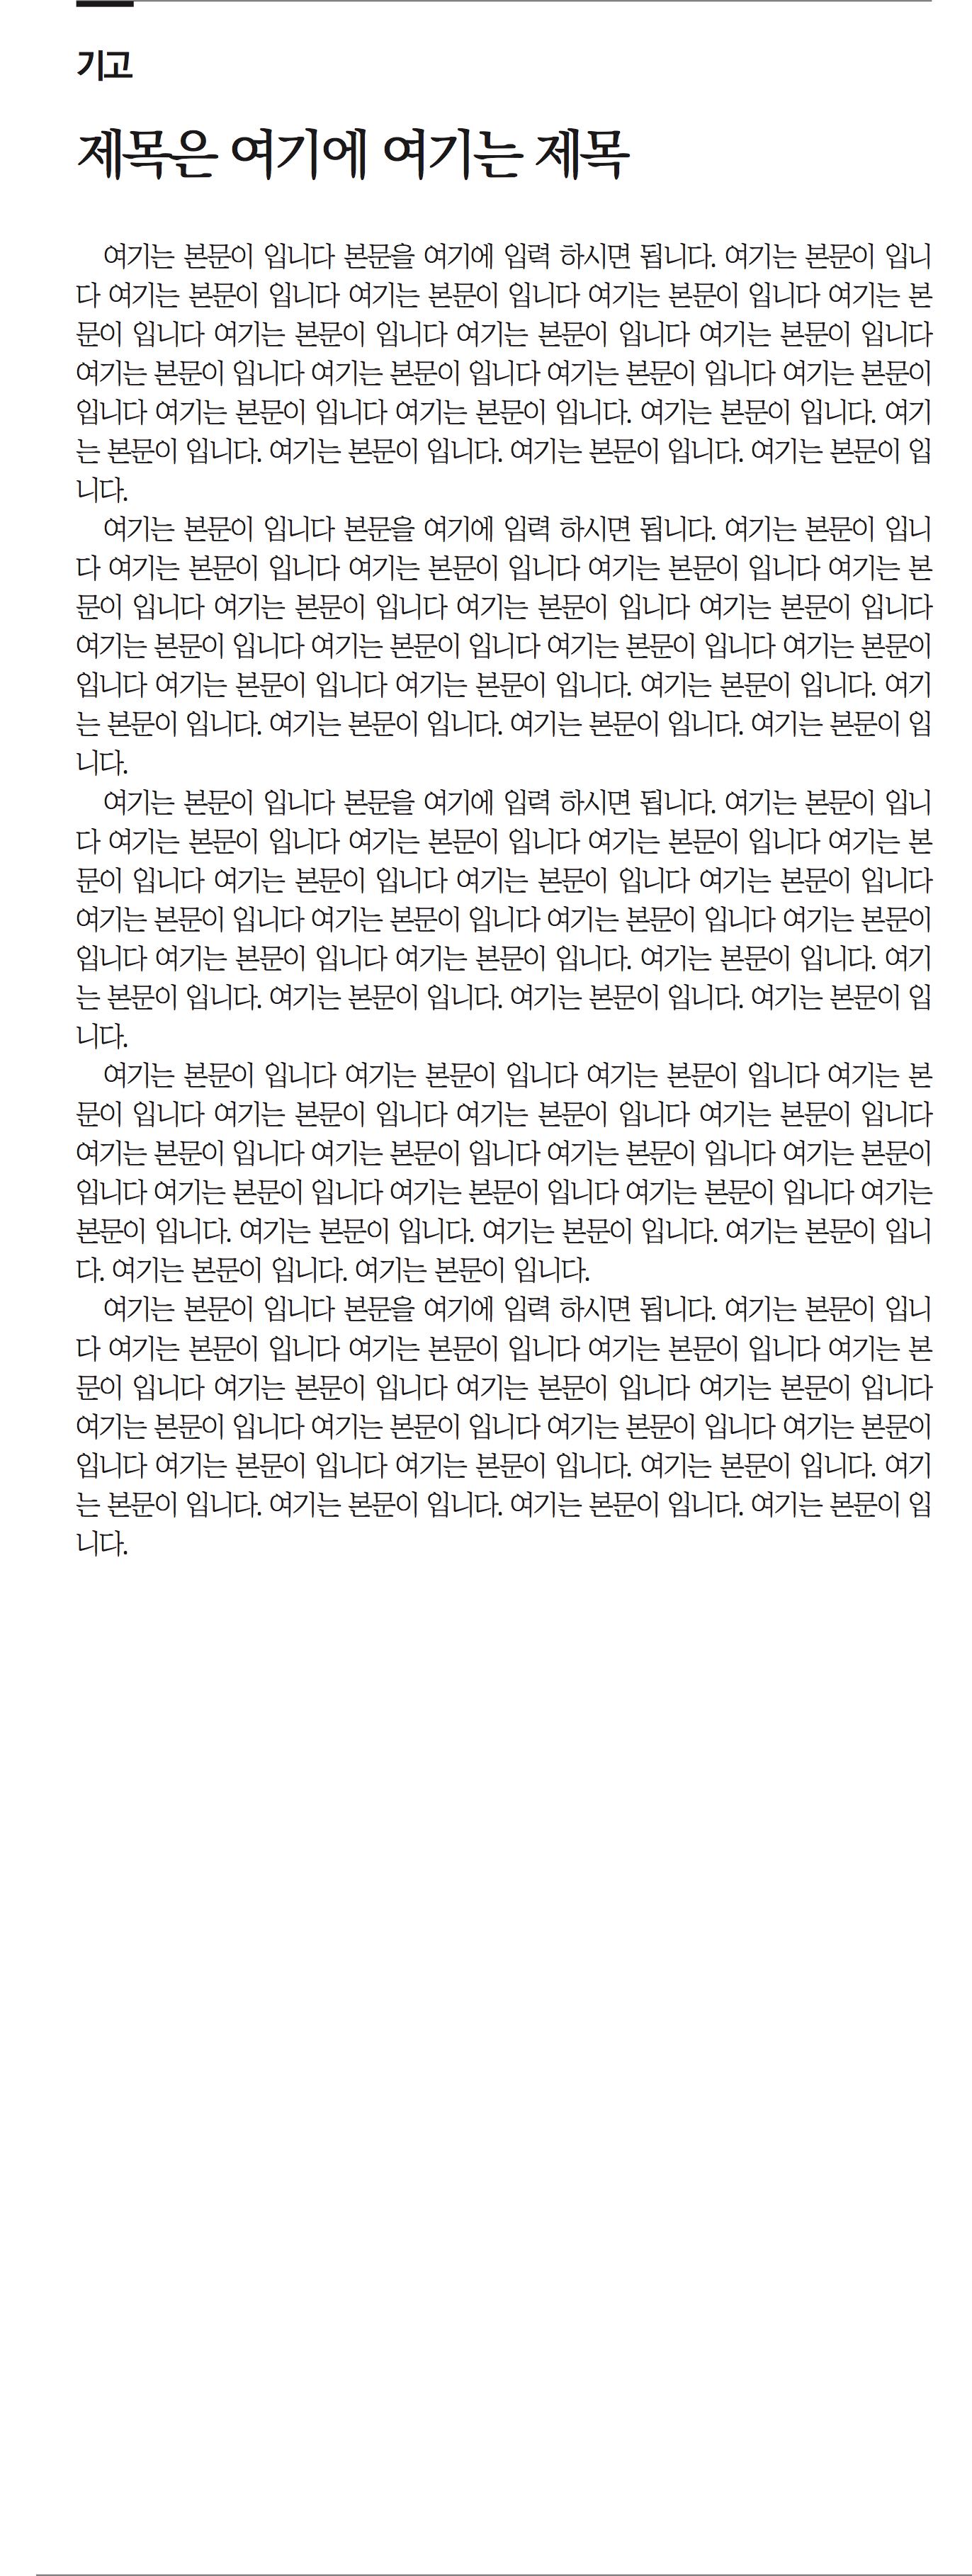 기고
제목은 여기에 여기는 제목
여기는 본문이 입니다 본문을 여기에 입력 하시면 됩니다. 여기는 본문이 입니
다 여기는 본문이 입니다 여기는 본문이 입니다 여기는 본문이 입니다 여기는 본
문이 입니다 여기는 본문이 입니다 여기는 본문이 입니다 여기는 본문이 입니다
여기는 본문이 입니다 여기는 본문이 입니다 여기는 본문이 입니다 여기는 본문이
입니다 여기는 본문이 입니다 여기는 본문이 입니다. 여기는 본문이 입니다. 여기
는 본문이 입니다. 여기는 본문이 입니다. 여기는 본문이 입니다. 여기는 본문이 입
니다.
여기는 본문이 입니다 본문을 여기에 입력 하시면 됩니다. 여기는 본문이 입니
다 여기는 본문이 입니다 여기는 본문이 입니다 여기는 본문이 입니다 여기는 본
문이 입니다 여기는 본문이 입니다 여기는 본문이 입니다 여기는 본문이 입니다
여기는 본문이 입니다 여기는 본문이 입니다 여기는 본문이 입니다 여기는 본문이
입니다 여기는 본문이 입니다 여기는 본문이 입니다. 여기는 본문이 입니다. 여기
는 본문이 입니다. 여기는 본문이 입니다. 여기는 본문이 입니다. 여기는 본문이 입
니다.
여기는 본문이 입니다 본문을 여기에 입력 하시면 됩니다. 여기는 본문이 입니
다 여기는 본문이 입니다 여기는 본문이 입니다 여기는 본문이 입니다 여기는 본
문이 입니다 여기는 본문이 입니다 여기는 본문이 입니다 여기는 본문이 입니다
여기는 본문이 입니다 여기는 본문이 입니다 여기는 본문이 입니다 여기는 본문이
입니다 여기는 본문이 입니다 여기는 본문이 입니다. 여기는 본문이 입니다. 여기
는 본문이 입니다. 여기는 본문이 입니다. 여기는 본문이 입니다. 여기는 본문이 입
니다.
여기는 본문이 입니다 여기는 본문이 입니다 여기는 본문이 입니다 여기는 본
문이 입니다 여기는 본문이 입니다 여기는 본문이 입니다 여기는 본문이 입니다
여기는 본문이 입니다 여기는 본문이 입니다 여기는 본문이 입니다 여기는 본문이
입니다 여기는 본문이 입니다 여기는 본문이 입니다 여기는 본문이 입니다 여기는
본문이 입니다. 여기는 본문이 입니다. 여기는 본문이 입니다. 여기는 본문이 입니
다. 여기는 본문이 입니다. 여기는 본문이 입니다.
여기는 본문이 입니다 본문을 여기에 입력 하시면 됩니다. 여기는 본문이 입니
다 여기는 본문이 입니다 여기는 본문이 입니다 여기는 본문이 입니다 여기는 본
문이 입니다 여기는 본문이 입니다 여기는 본문이 입니다 여기는 본문이 입니다
여기는 본문이 입니다 여기는 본문이 입니다 여기는 본문이 입니다 여기는 본문이
입니다 여기는 본문이 입니다 여기는 본문이 입니다. 여기는 본문이 입니다. 여기
는 본문이 입니다. 여기는 본문이 입니다. 여기는 본문이 입니다. 여기는 본문이 입
니다.